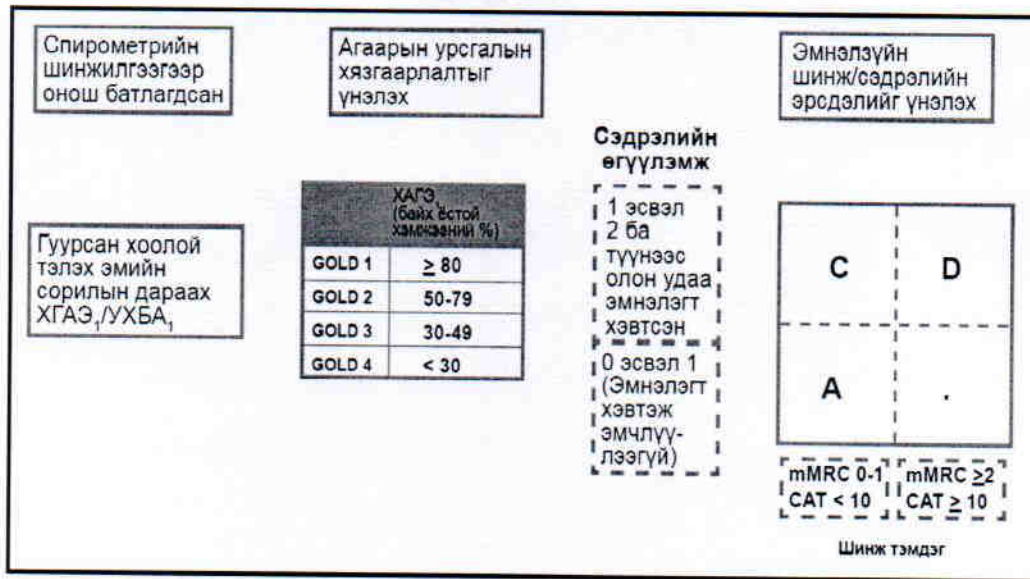 Спирометрийн
шинжилгээгээр
онош батлагдсан
Агаарын урсгалын
хязгаарлалтыг
үнэлэх
Эмнэлзүйн
шинж/сэдрэлийн
эрсдэлийг үнэлэх
Гуурсан хоолой
тэлэх эмийн
сорилын дараах
ХГАЭ₁/УХБА₁
ХАГЭ
(байх ёстой
хэмжээний %)
GOLD 1 ≥ 80
GOLD 2 50-79
GOLD 3 30-49
GOLD 4 < 30
Сэдрэлийн
өгүүлэмж
1 эсвэл
2 ба
түүнээс
олон удаа
эмнэлэгт
хэвтсэн
0 эсвэл 1
(Эмнэлэгт
хэвтэж
эмчлүү-
лээгүй)
C D
A .
mMRC 0-1 mMRC ≥2
CAT < 10 CAT ≥ 10
Шинж тэмдэг